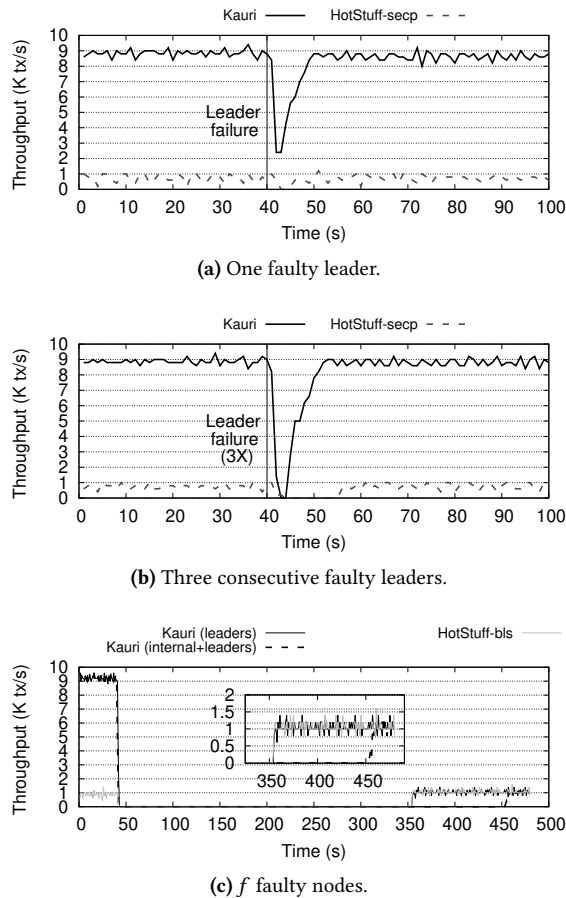 Kauri HotStuff-secp
Throughput (K tx/s)
9
8
7
6
5
4
3
2
1
0
Leader
failure
0 10 20 30 40 50 60 70 80 90 100
Time (s)
(a) One faulty leader.
Kauri HotStuff-secp
Throughput (K tx/s)
10
9
8
7
6
5
4
3
2
1
0
Leader
failure
(3X)
0 10 20 30 40 50 60 70 80 90 100
Time (s)
(b) Three consecutive faulty leaders.
Kauri (leaders) HotStuff-bls
Kauri (internal+leaders)
Throughput (K tx/s)
10
9
8
7
6
5
4
3
2
1
0
2
1.5
1
0.5
0
350 400 450
0 50 100 150 200 250 300 350 400 450 500
Time (s)
(c) f faulty nodes.